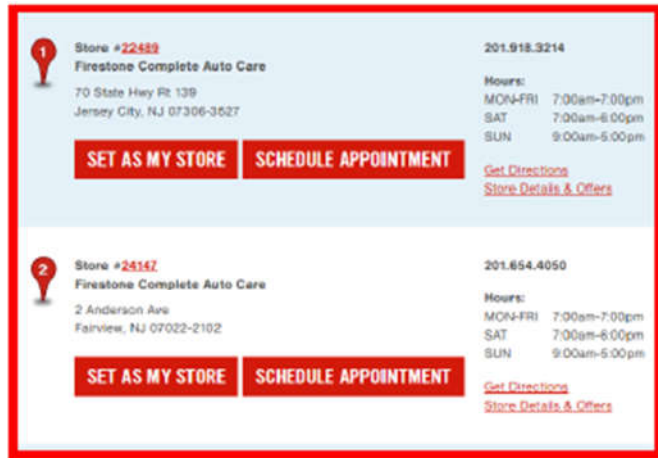 1
Store #22489
Firestone Complete Auto Care
70 State Hwy Rt 139
Jersey City, NJ 07306-3527
SET AS MY STORE SCHEDULE APPOINTMENT
201.918.3214
Hours:
MON-FRI 7:00am-7:00pm
SAT 7:00am-6:00pm
SUN 9:00am-5:00pm
Get Directions
Store Details & Offers
2
Store #24147
Firestone Complete Auto Care
2 Anderson Ave
Fairview, NJ 07022-2102
SET AS MY STORE SCHEDULE APPOINTMENT
201.654.4050
Hours:
MON-FRI 7:00am-7:00pm
SAT 7:00am-6:00pm
SUN 9:00am-5:00pm
Get Directions
Store Details & Offers